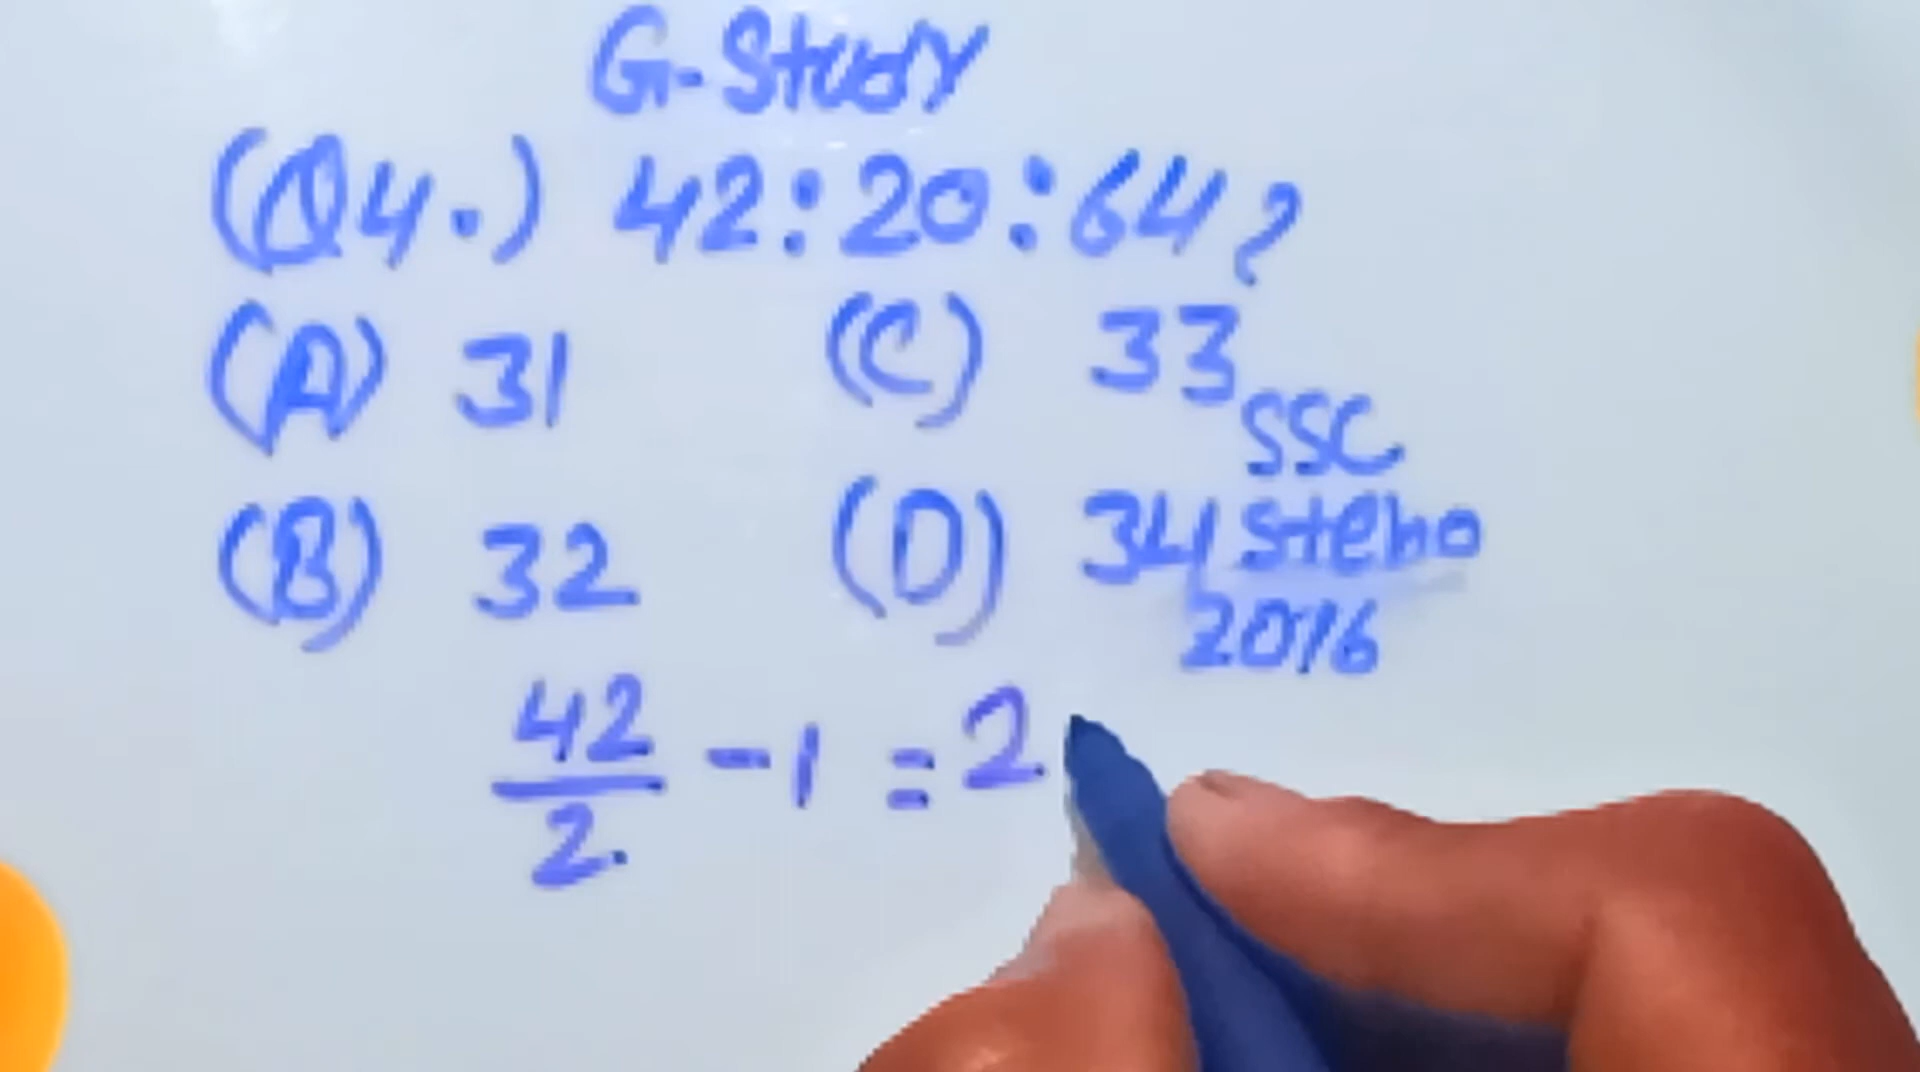 G-Study
(Q4.) 42:20:64?
(A) 31 (C) 33
(B) 32 (D) 34
SSC
Steno
2016
42/2 - 1 = 2